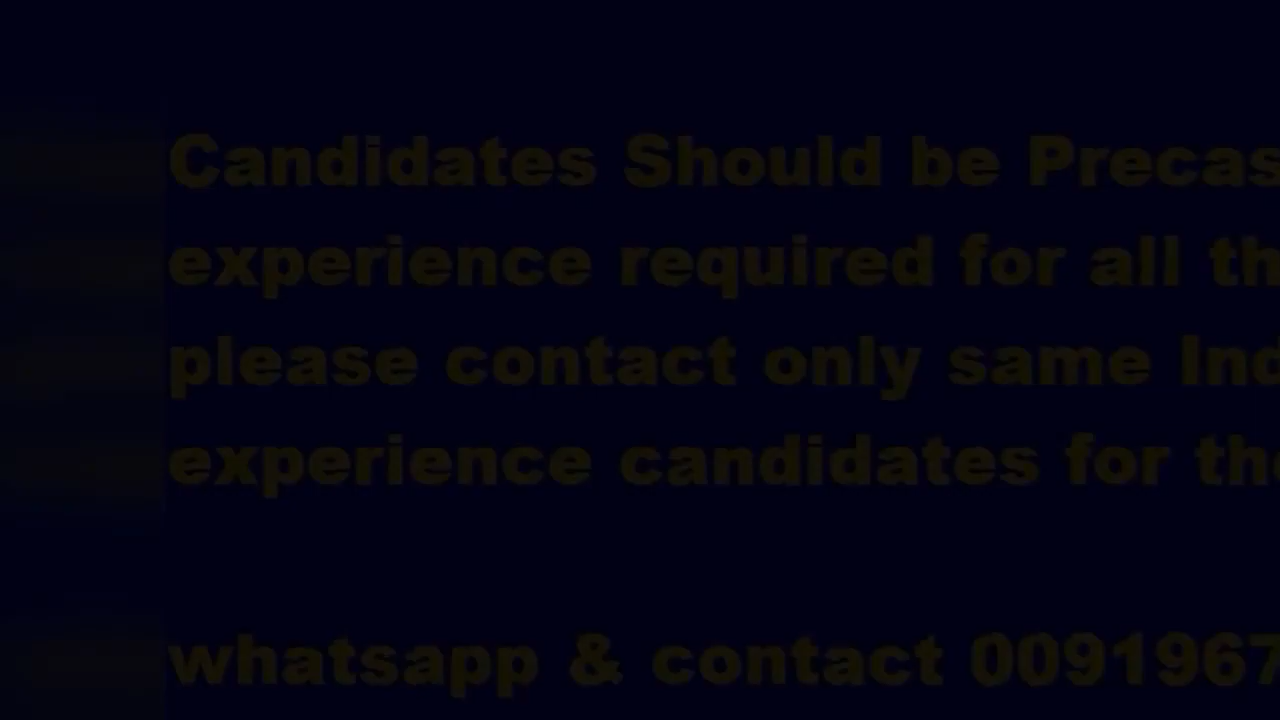 Candidates Should be Precas
experience required for all th
please contact only same Ind
experience candidates for the
whatsapp & contact 0091967